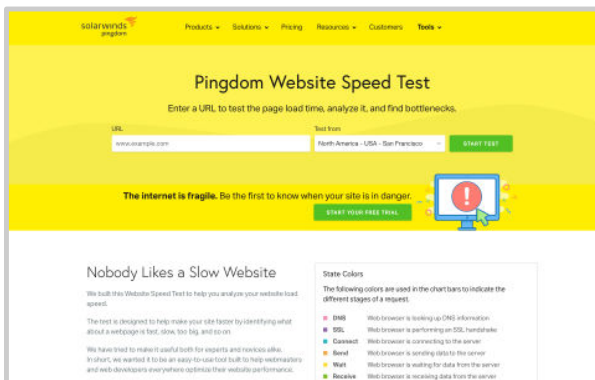 solarwinds
pingdom
Products Solutions Pricing Resources Customers Tools
Pingdom Website Speed Test
Enter a URL to test the page load time, analyze it, and find bottlenecks.
URL
Test from
www.example.com
North America - USA - San Francisco
START TEST
The internet is fragile. Be the first to know when your site is in danger.
START YOUR FREE TRIAL
Nobody Likes a Slow Website
We built this Website Speed Test to help you analyze your website load
speed.
The test is designed to help make your site faster by identifying what
about a webpage is fast, slow, too big, and so on.
We have tried to make it useful both for experts and novices alike.
In short, we wanted it to be an easy-to-use tool built to help webmasters
and web developers everywhere optimize their website performance.
State Colors
The following colors are used in the chart bars to indicate the
different stages of a request.
DNS Web browser is looking up DNS information
SSL Web browser is performing an SSL handshake
Connect Web browser is connecting to the server
Send Web browser is sending data to the server
Wait Web browser is waiting for data from the server
Receive Web browser is receiving data from the server